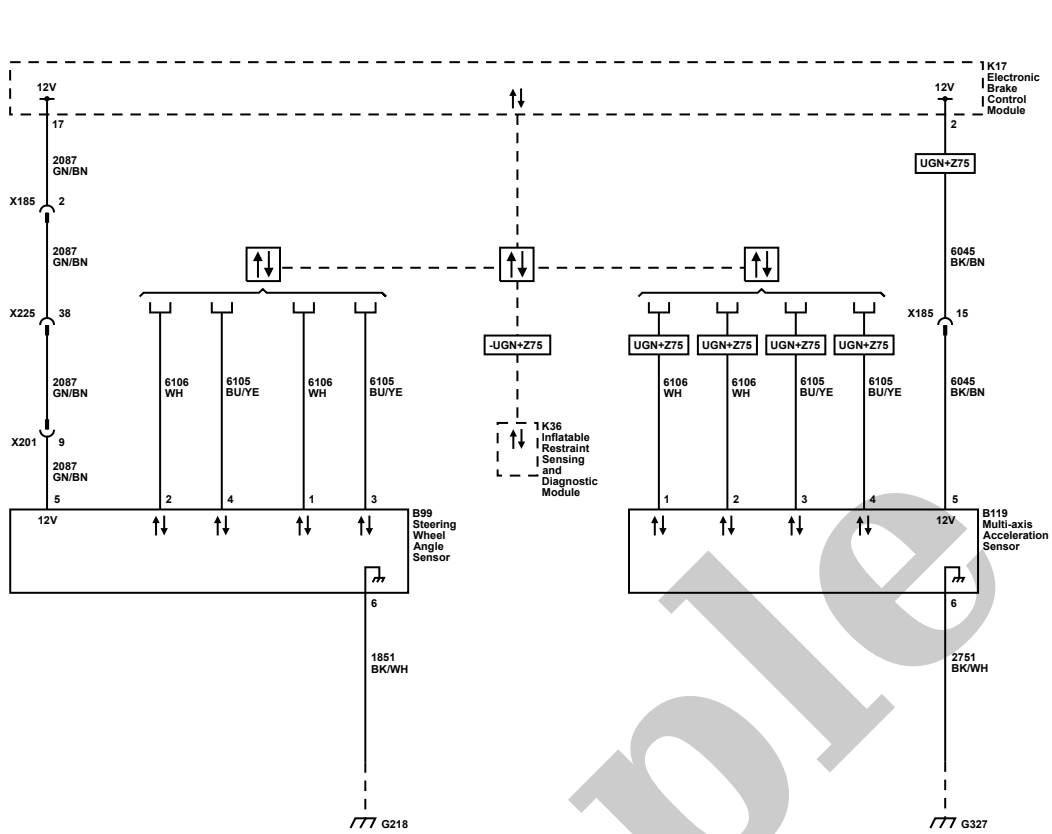 K17
Electronic
Brake
Control
Module
12V
12V
17
2
2087
GN/BN
UGN+Z75
X185
2
2087
GN/BN
6045
BK/BN
X225
38
X185
15
-UGN+Z75
UGN+Z75
UGN+Z75
UGN+Z75
UGN+Z75
2087
GN/BN
6106
WH
6105
BU/YE
6106
WH
6105
BU/YE
6106
WH
6106
WH
6105
BU/YE
6105
BU/YE
6045
BK/BN
X201
9
K36
Inflatable
Restraint
Sensing
and
Diagnostic
Module
2087
GN/BN
5
2
4
1
3
1
2
3
4
5
12V
B99
Steering
Wheel
Angle
Sensor
12V
B119
Multi-axis
Acceleration
Sensor
6
6
1851
BK/WH
2751
BK/WH
G218
G327
ple